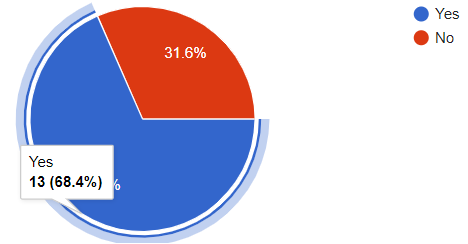 Yes
No
31.6%
Yes
13 (68.4%)
%